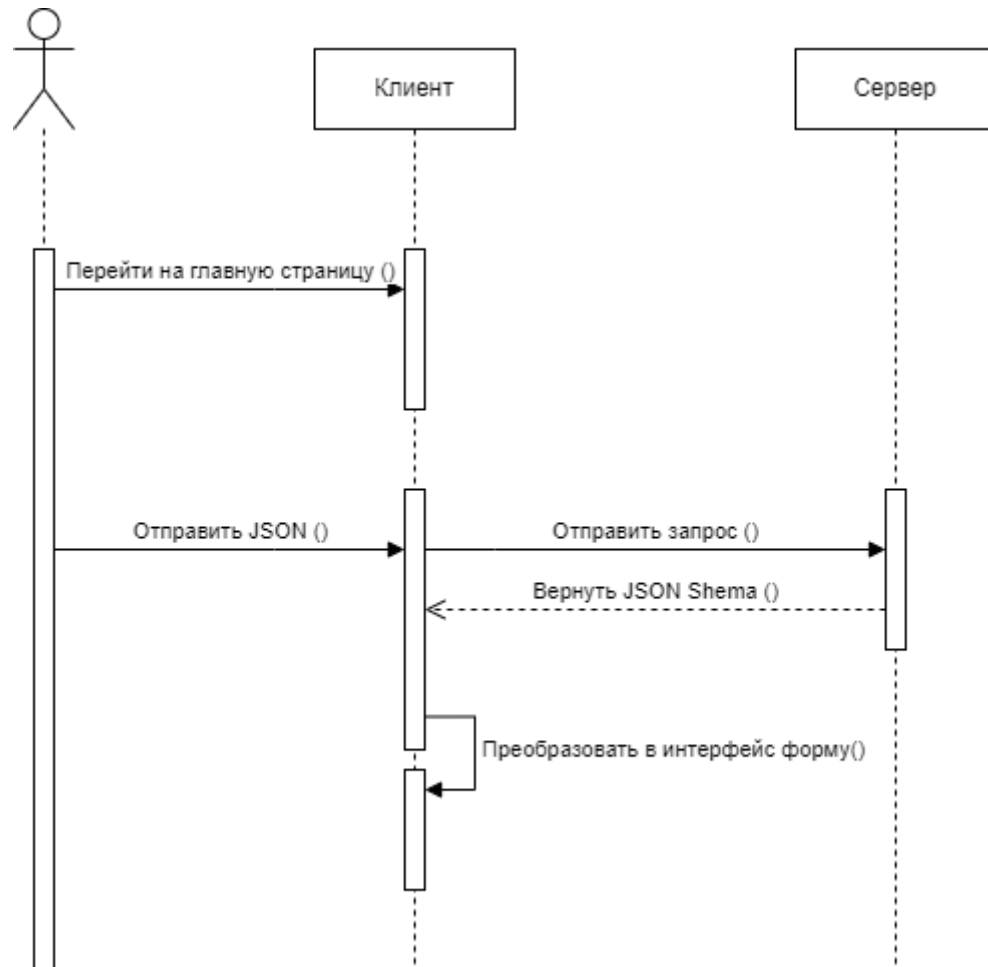 Клиент
Сервер
Перейти на главную страницу ()
Отправить JSON ()
Отправить запрос ()
Вернуть JSON Shema ()
Преобразовать в интерфейс форму()